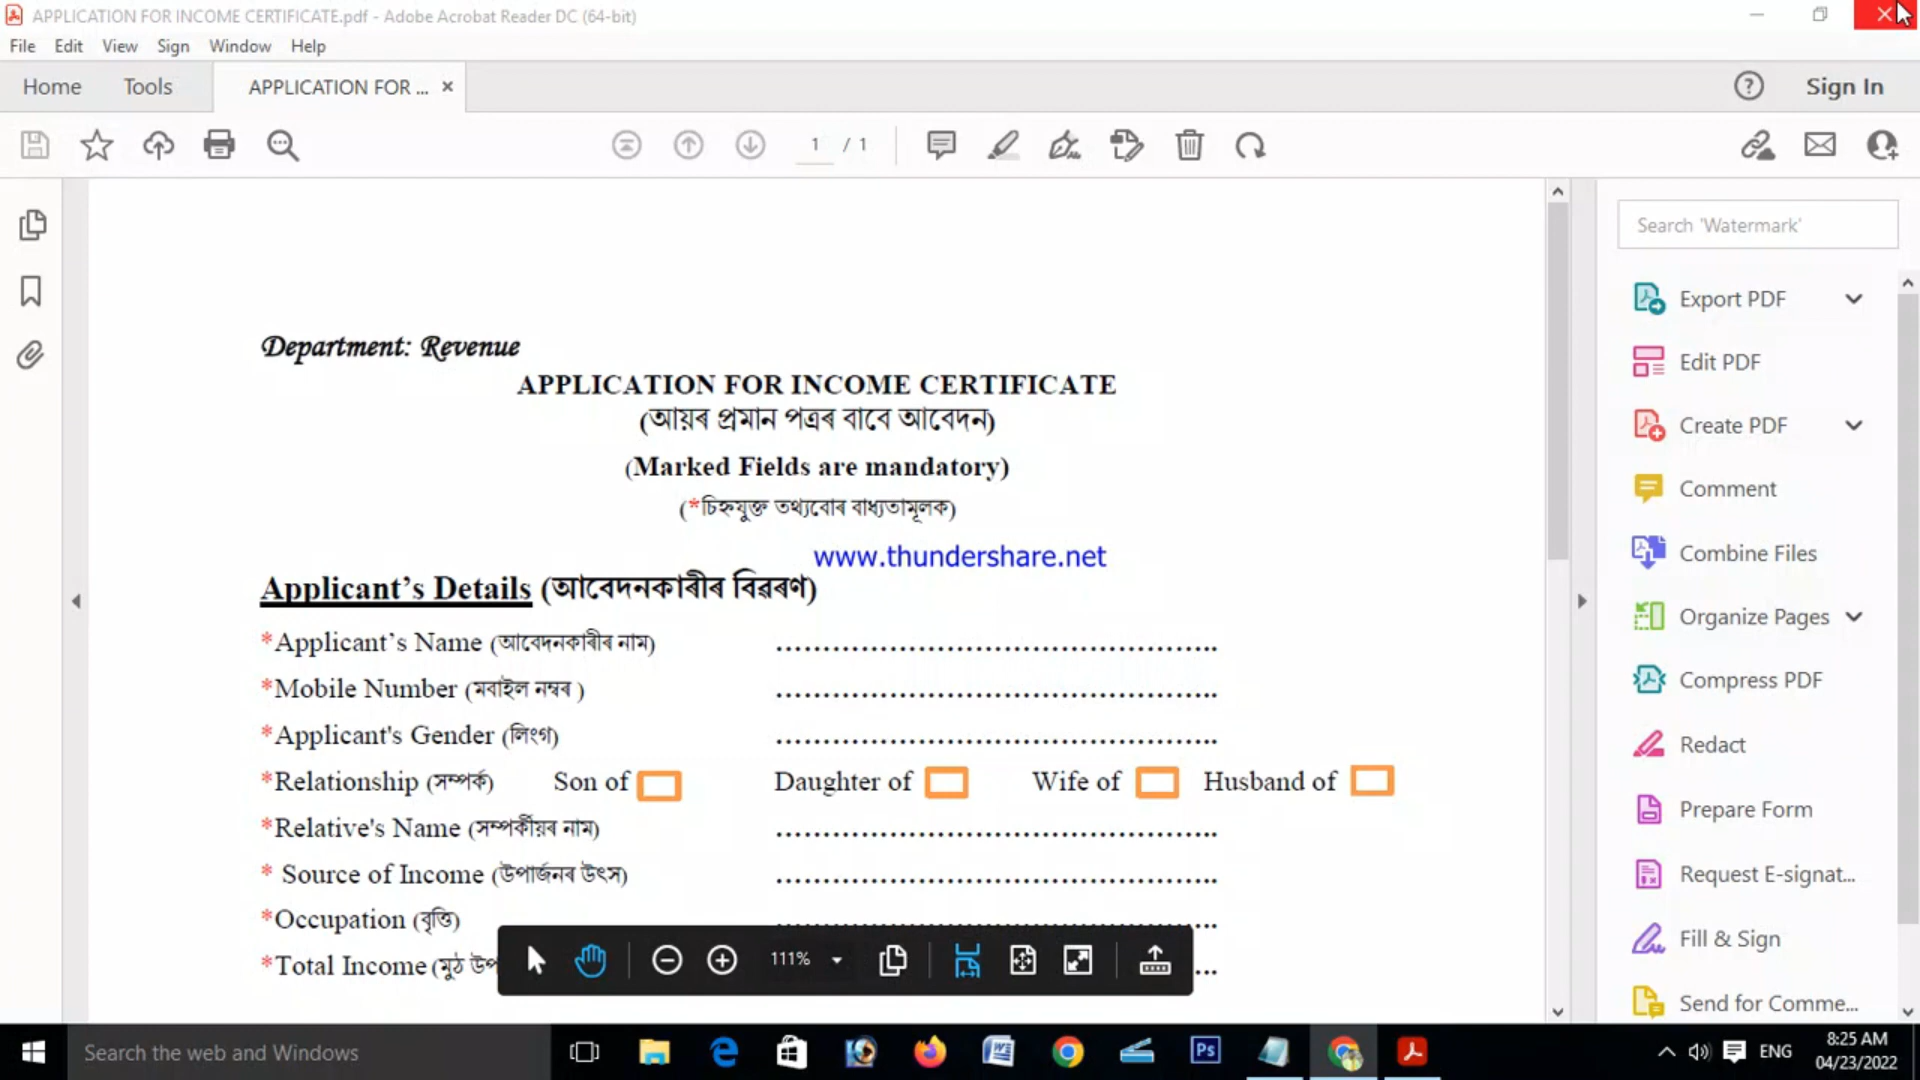 APPLICATION FOR INCOME CERTIFICATE.pdf - Adobe Acrobat Reader DC (64-bit)
File Edit View Sign Window Help
Home Tools APPLICATION FOR ... × Sign In
1 / 1
Search 'Watermark'
Export PDF
Edit PDF
Create PDF
Comment
Combine Files
Organize Pages
Compress PDF
Redact
Prepare Form
Request E-signat...
Fill & Sign
Send for Comme...
Department: Revenue
APPLICATION FOR INCOME CERTIFICATE
(আয়ৰ প্ৰমান পত্ৰৰ বাবে আবেদন)
(Marked Fields are mandatory)
(*চিহ্নযুক্ত তথ্যবোৰ বাধ্যতামূলক)
www.thundershare.net
Applicant’s Details (আবেদনকাৰীৰ বিৱৰণ)
*Applicant’s Name (আবেদনকাৰীৰ নাম) …………………………………………..
*Mobile Number (মবাইল নম্বৰ ) …………………………………………..
*Applicant's Gender (লিংগ) …………………………………………..
*Relationship (সম্পৰ্ক) Son of Daughter of Wife of Husband of
*Relative's Name (সম্পৰ্কীয়ৰ নাম) …………………………………………..
* Source of Income (উপাৰ্জনৰ উৎস) …………………………………………..
*Occupation (বৃত্তি) …………………………………………..
*Total Income (মুঠ উপ
111%
Search the web and Windows
Ps
ENG
8:25 AM
04/23/2022